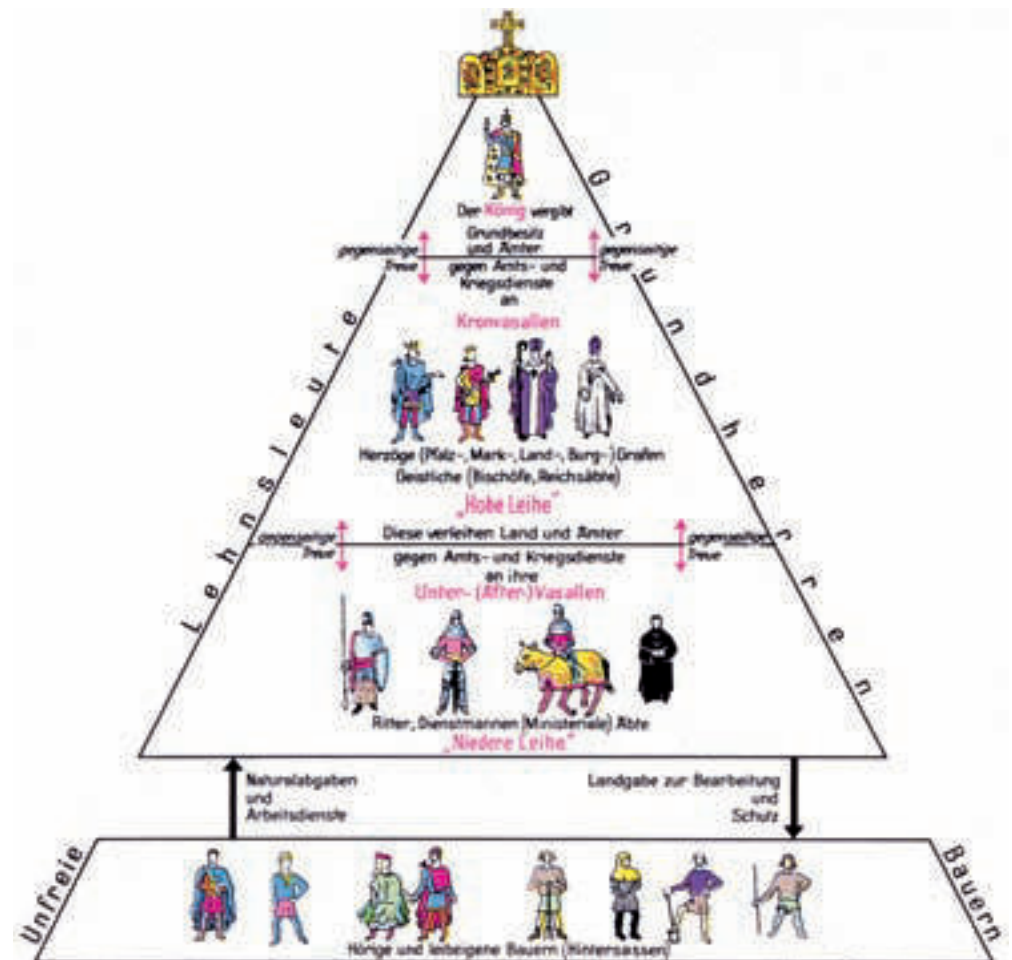 Der König vergibt
Grundbesitz
und Ämter
gegenseitige
Treue
gegenseitige
Treue
gegen Amts- und
Kriegsdienste
an
Kronvasallen
Lehnsleute
Grundherren
Herzöge (Pfalz-, Mark-, Land-, Burg-) Grafen
Geistliche (Bischöfe, Reichsäbte)
„Hohe Leihe"
gegenseitige
Treue
Diese verleihen Land und Ämter
gegenseitige
Treue
gegen Amts- und Kriegsdienste
an ihre
Unter- (After-) Vasallen
Ritter, Dienstmannen (Ministeriale) Äbte
„Niedere Leihe"
Naturalabgaben
und
Arbeitsdienste
Landgabe zur Bearbeitung
und
Schutz
Unfreie
Bauern
Hörige und leibeigene Bauern (Hintersassen)